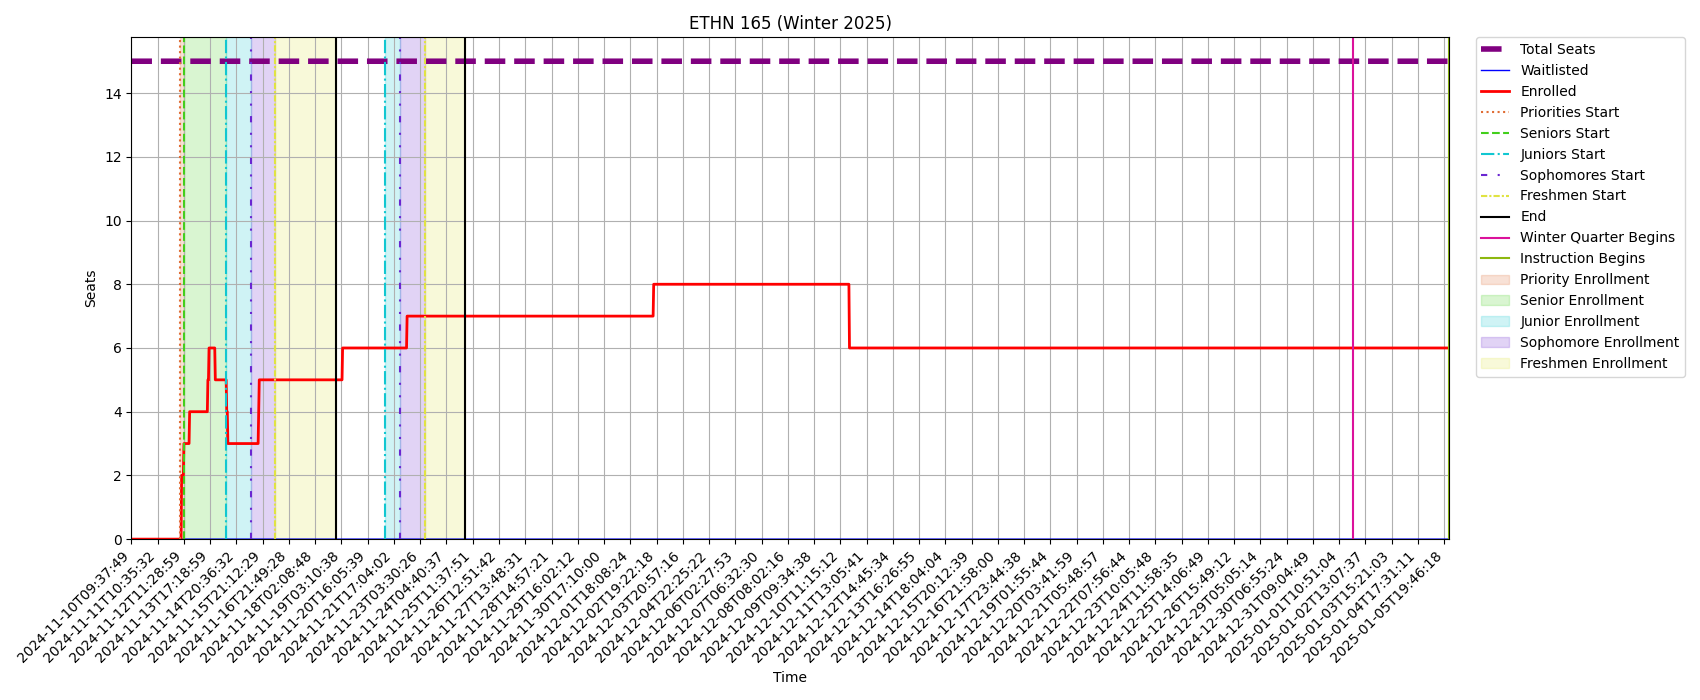 ETHN 165 (Winter 2025)
Seats
14
12
10
8
6
4
2
0
2024-11-10T09:37:49
2024-11-11T10:35:32
2024-11-12T11:28:59
2024-11-13T17:18:59
2024-11-14T20:36:32
2024-11-15T21:12:29
2024-11-16T21:49:28
2024-11-18T02:08:48
2024-11-19T03:10:38
2024-11-20T16:05:39
2024-11-21T17:04:02
2024-11-23T03:30:26
2024-11-24T04:40:37
2024-11-25T11:37:51
2024-11-26T12:51:42
2024-11-27T13:48:31
2024-11-28T14:57:21
2024-11-29T16:02:12
2024-11-30T17:10:00
2024-12-01T18:08:24
2024-12-02T19:22:18
2024-12-03T20:57:16
2024-12-04T22:25:22
2024-12-06T02:27:53
2024-12-07T06:32:30
2024-12-08T08:02:16
2024-12-09T09:34:38
2024-12-10T11:15:12
2024-12-11T13:05:41
2024-12-12T14:45:34
2024-12-13T16:26:55
2024-12-14T18:04:04
2024-12-15T20:12:39
2024-12-16T21:58:00
2024-12-17T23:44:38
2024-12-19T01:55:44
2024-12-20T03:41:59
2024-12-21T05:48:57
2024-12-22T07:56:44
2024-12-23T10:05:48
2024-12-24T11:58:35
2024-12-25T14:06:49
2024-12-26T15:49:12
2024-12-29T05:05:14
2024-12-30T06:55:24
2024-12-31T09:04:49
2025-01-01T10:51:04
2025-01-02T13:07:37
2025-01-03T15:21:03
2025-01-04T17:31:11
2025-01-05T19:46:18
Time
Total Seats
Waitlisted
Enrolled
Priorities Start
Seniors Start
Juniors Start
Sophomores Start
Freshmen Start
End
Winter Quarter Begins
Instruction Begins
Priority Enrollment
Senior Enrollment
Junior Enrollment
Sophomore Enrollment
Freshmen Enrollment